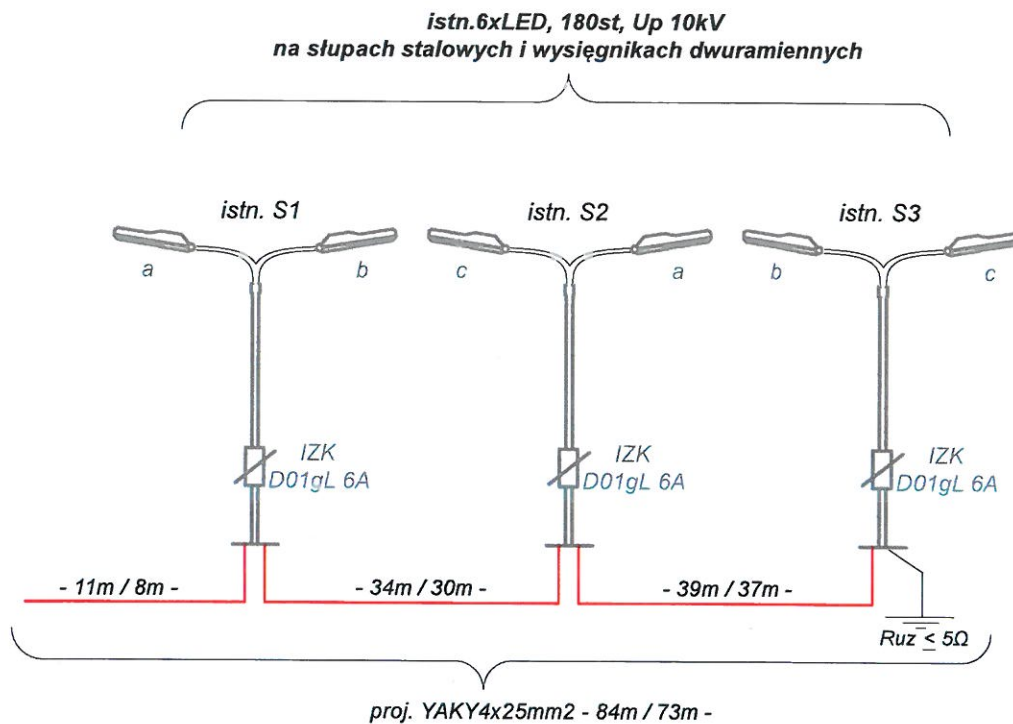 istn.6xLED, 180st, Up 10kV
na słupach stalowych i wysięgnikach dwuramiennych
istn. S1
istn. S2
istn. S3
a
b
c
a
b
c
IZK
D01gL 6A
IZK
D01gL 6A
IZK
D01gL 6A
- 11m / 8m -
- 34m / 30m -
- 39m / 37m -
Ruz ≤ 5Ω
proj. YAKY4x25mm2 - 84m / 73m -